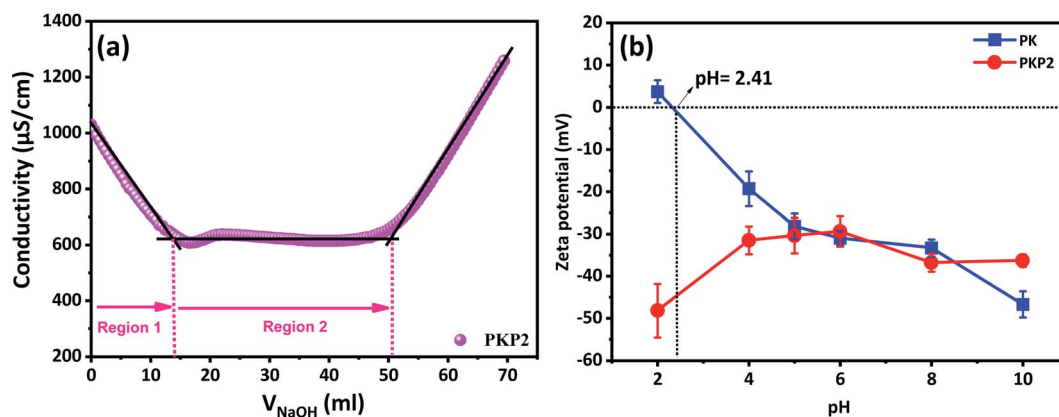 (a)
Conductivity (µS/cm)
1400
1200
1000
800
600
400
200
Region 1
Region 2
PKP2
0 10 20 30 40 50 60 70
V_NaOH (ml)
(b)
PK
PKP2
pH= 2.41
Zeta potential (mV)
20
10
0
-10
-20
-30
-40
-50
-60
2 4 6 8 10
pH